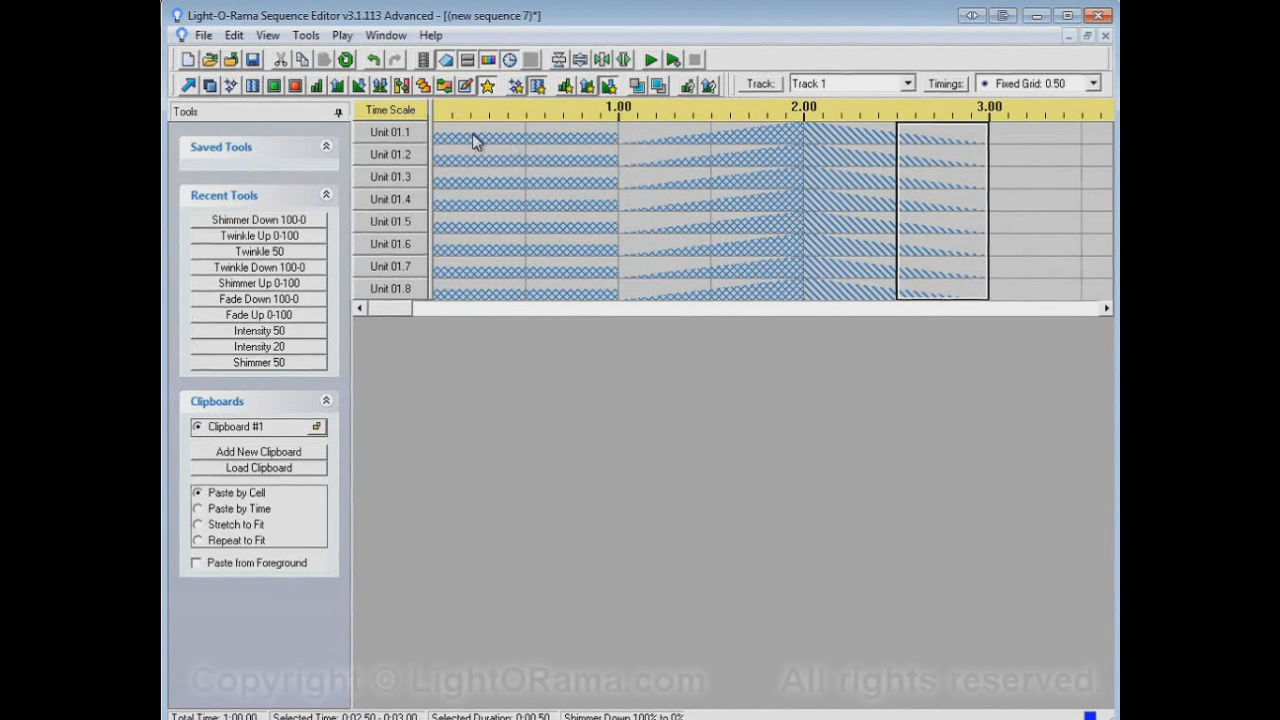 Light-O-Rama Sequence Editor v3.1.113 Advanced - [(new sequence 7)*]
File Edit View Tools Play Window Help
Track: Track 1 Timings: Fixed Grid: 0.50
Tools
Time Scale 1.00 2.00 3.00
Unit 01.1
Unit 01.2
Unit 01.3
Unit 01.4
Unit 01.5
Unit 01.6
Unit 01.7
Unit 01.8
Saved Tools
Recent Tools
Shimmer Down 100-0
Twinkle Up 0-100
Twinkle 50
Twinkle Down 100-0
Shimmer Up 0-100
Fade Down 100-0
Fade Up 0-100
Intensity 50
Intensity 20
Shimmer 50
Clipboards
Clipboard #1
Add New Clipboard
Load Clipboard
Paste by Cell
Paste by Time
Stretch to Fit
Repeat to Fit
Paste from Foreground
Copyright © LightORama.com All rights reserved
Total Time: 1:00.00 Selected Time: 0:02.50 - 0:03.00 Selected Duration: 0:00.50 Shimmer Down 100% to 0%